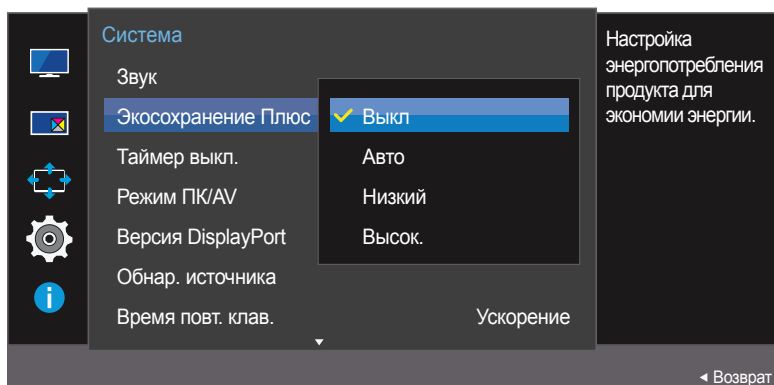 Система
Звук
Экосохранение Плюс
Таймер выкл.
Режим ПК/AV
Версия DisplayPort
Обнар. источника
Время повт. клав. Ускорение
Выкл
Авто
Низкий
Высок.
Настройка
энергопотребления
продукта для
экономии энергии.
Возврат